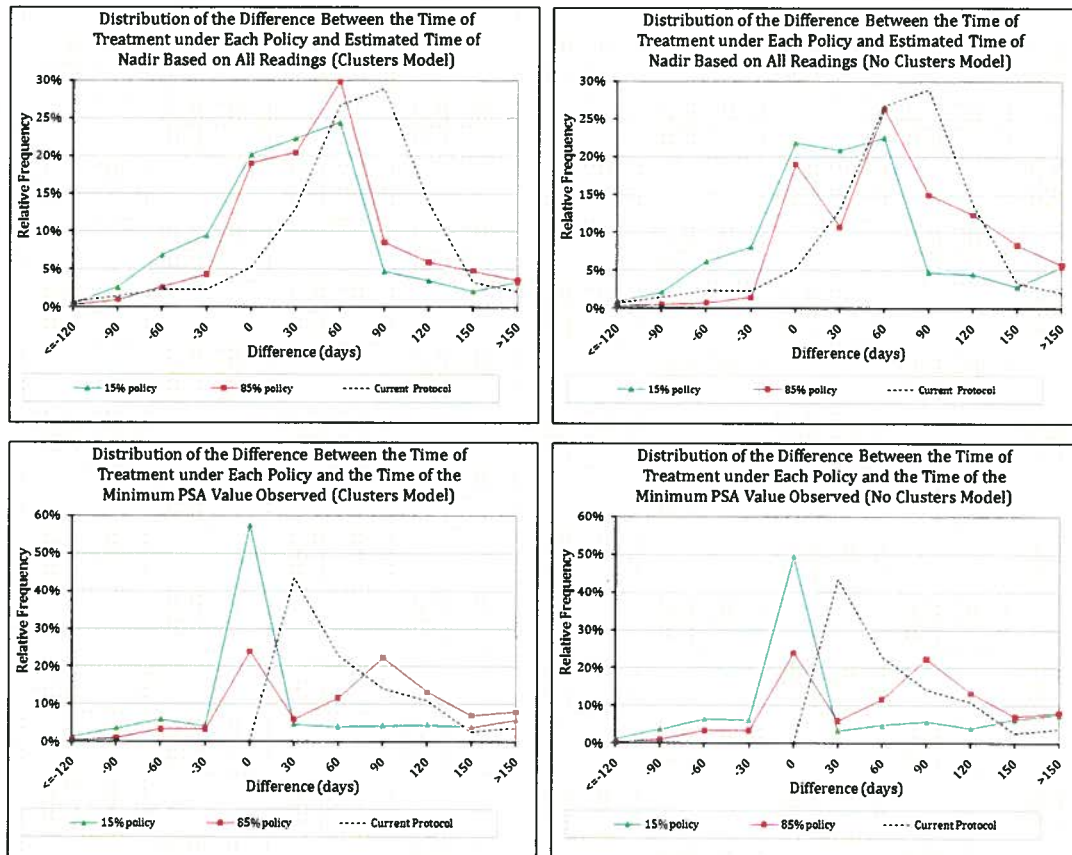 Distribution of the Difference Between the Time of
Treatment under Each Policy and Estimated Time of
Nadir Based on All Readings (Clusters Model)
30%
25%
20%
15%
10%
5%
0%
Relative Frequency
<=-120
-90
-60
-30
0
30
60
90
120
150
>150
Difference (days)
15% policy
85% policy
Current Protocol
Distribution of the Difference Between the Time of
Treatment under Each Policy and Estimated Time of
Nadir Based on All Readings (No Clusters Model)
30%
25%
20%
15%
10%
5%
0%
Relative Frequency
<=-120
-90
-60
-30
0
30
60
90
120
150
>150
Difference (days)
15% policy
85% policy
Current Protocol
Distribution of the Difference Between the Time of
Treatment under Each Policy and the Time of the
Minimum PSA Value Observed (Clusters Model)
60%
50%
40%
30%
20%
10%
0%
Relative Frequency
<=-120
-90
-60
-30
0
30
60
90
120
150
>150
Difference (days)
15% policy
85% policy
Current Protocol
Distribution of the Difference Between the Time of
Treatment under Each Policy and the Time of the
Minimum PSA Value Observed (No Clusters Model)
60%
50%
40%
30%
20%
10%
0%
Relative Frequency
<=-120
-90
-60
-30
0
30
60
90
120
150
>150
Difference (days)
15% policy
85% policy
Current Protocol